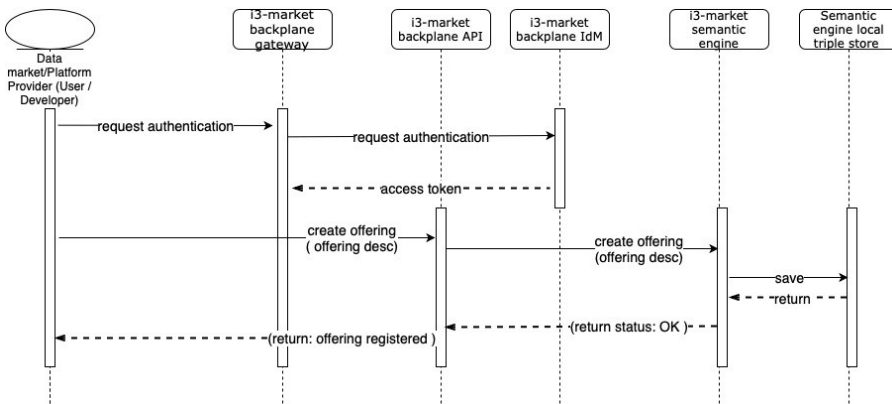 i3-market
backplane
gateway
i3-market
backplane API
i3-market
backplane IdM
i3-market
semantic
engine
Semantic
engine local
triple store
Data
market/Platform
Provider (User /
Developer)
request authentication
request authentication
access token
create offering
( offering desc)
create offering
(offering desc)
save
return
(return status: OK )
(return: offering registered )